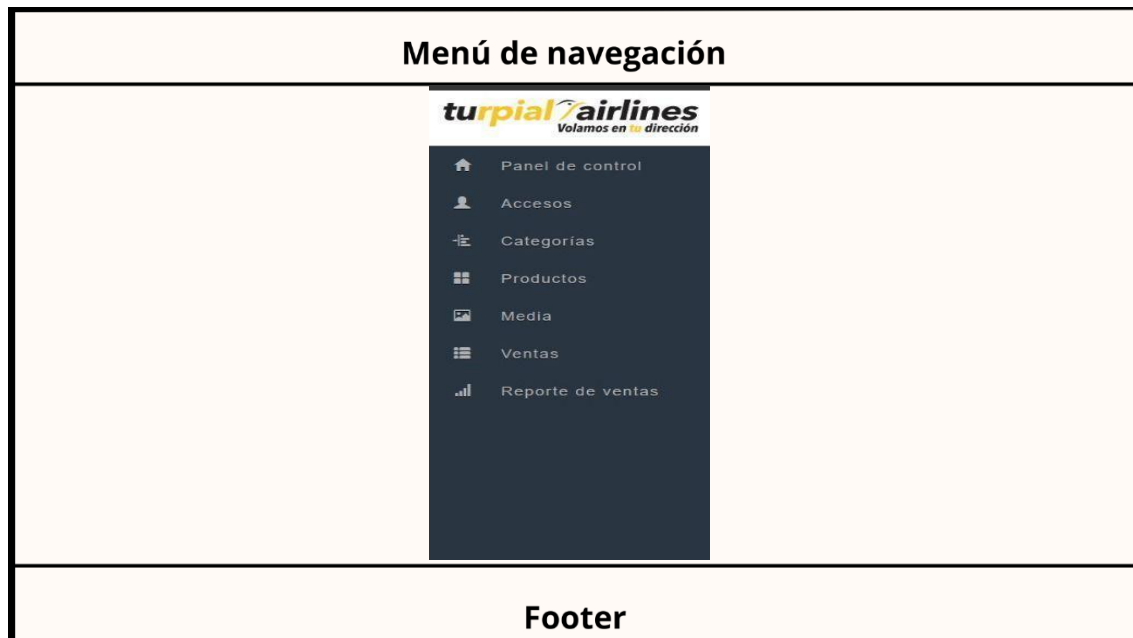 Menú de navegación
turpial airlines
Volamos en tu dirección
Panel de control
Accesos
Categorías
Productos
Media
Ventas
Reporte de ventas
Footer